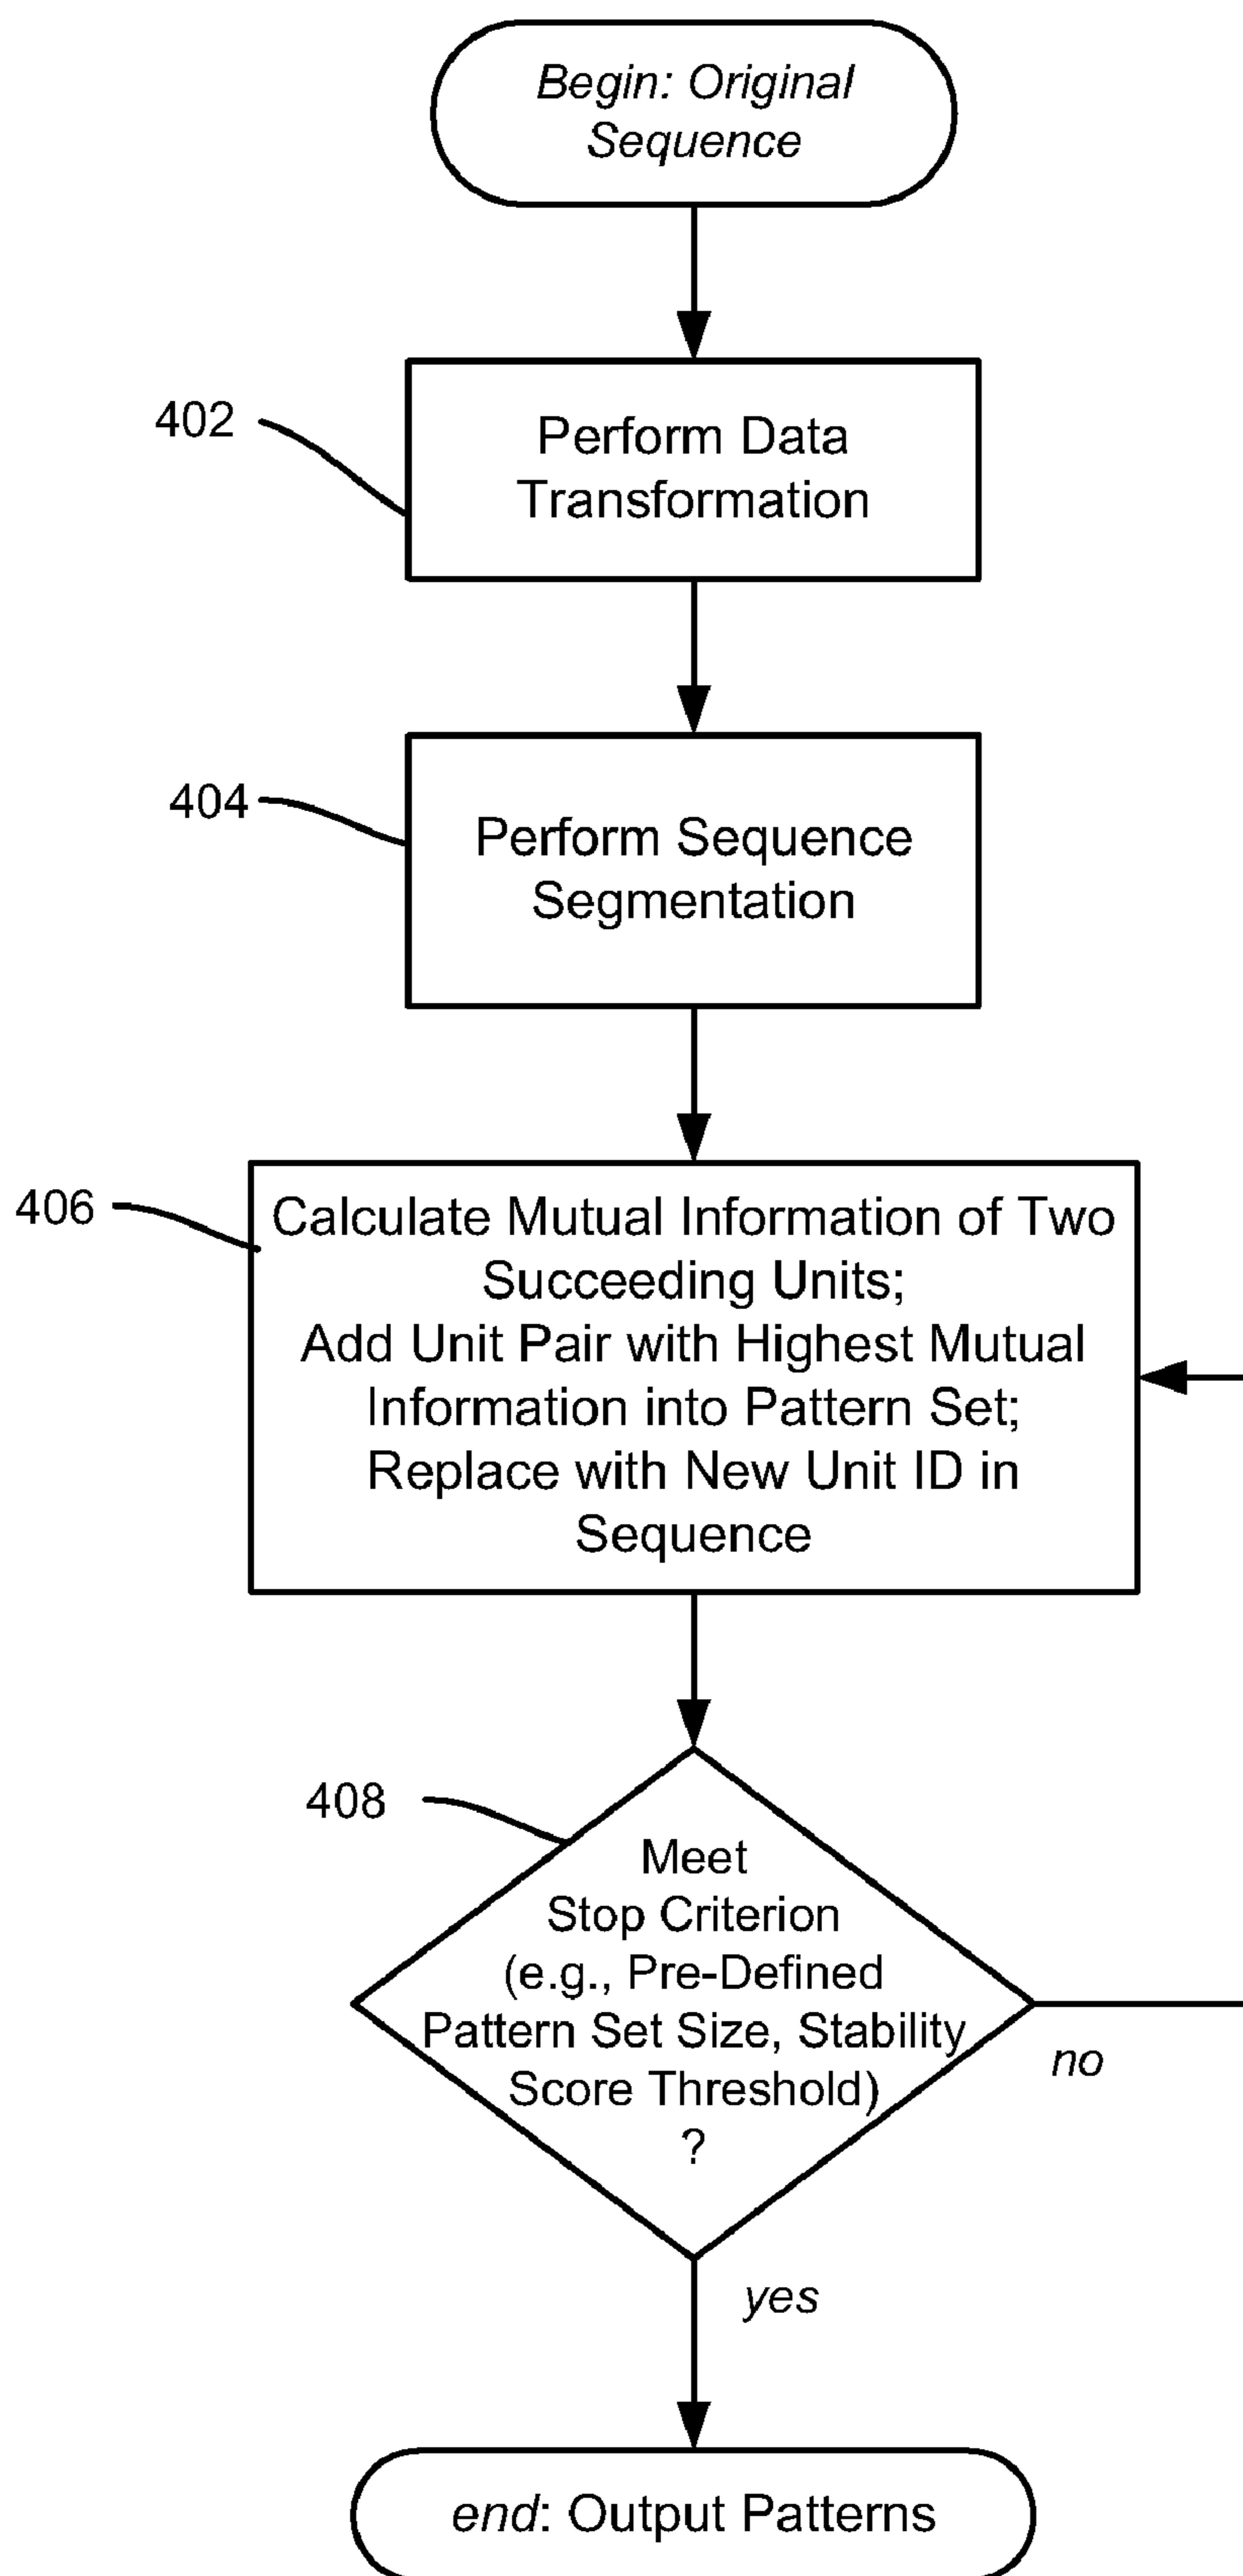 Begin: Original
Sequence
402
Perform Data
Transformation
404
Perform Sequence
Segmentation
406
Calculate Mutual Information of Two
Succeeding Units;
Add Unit Pair with Highest Mutual
Information into Pattern Set;
Replace with New Unit ID in
Sequence
408
Meet
Stop Criterion
(e.g., Pre-Defined
Pattern Set Size, Stability
Score Threshold)
?
no
yes
end: Output Patterns